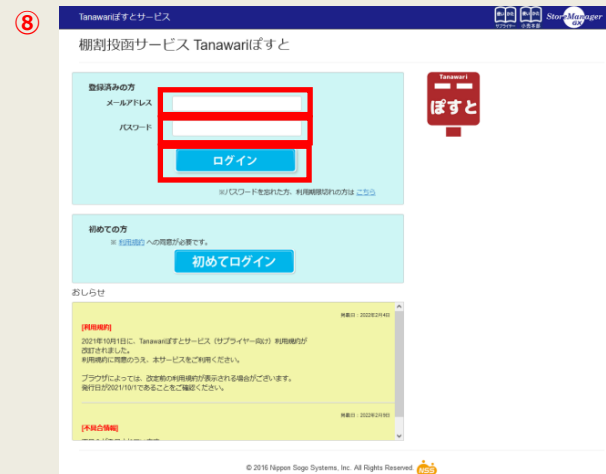 ⑧
Tanawariぽすとサービス
使い かた
使い かた
StoreManager
GX
サプライヤー
小売本部
棚割投函サービス Tanawariぽすと
登録済みの方
メールアドレス
パスワード
ログイン
※パスワードを忘れた方、利用期限切れの方は こちら
Tanawari
ぽすと
初めての方
※ 利用規約 への同意が必要です。
初めてログイン
おしらせ
掲載日:2022年2月4日
[利用規約]
2021年10月1日に、Tanawariぽすとサービス(サプライヤー向け)利用規約が
改訂されました。
利用規約に同意のうえ、本サービスをご利用ください。
ブラウザによっては、改定前の利用規約が表示される場合がございます。
発行日が2021/10/1であることをご確認ください。
[不具合情報]
© 2016 Nippon Sogo Systems, Inc. All Rights Reserved.
NSS